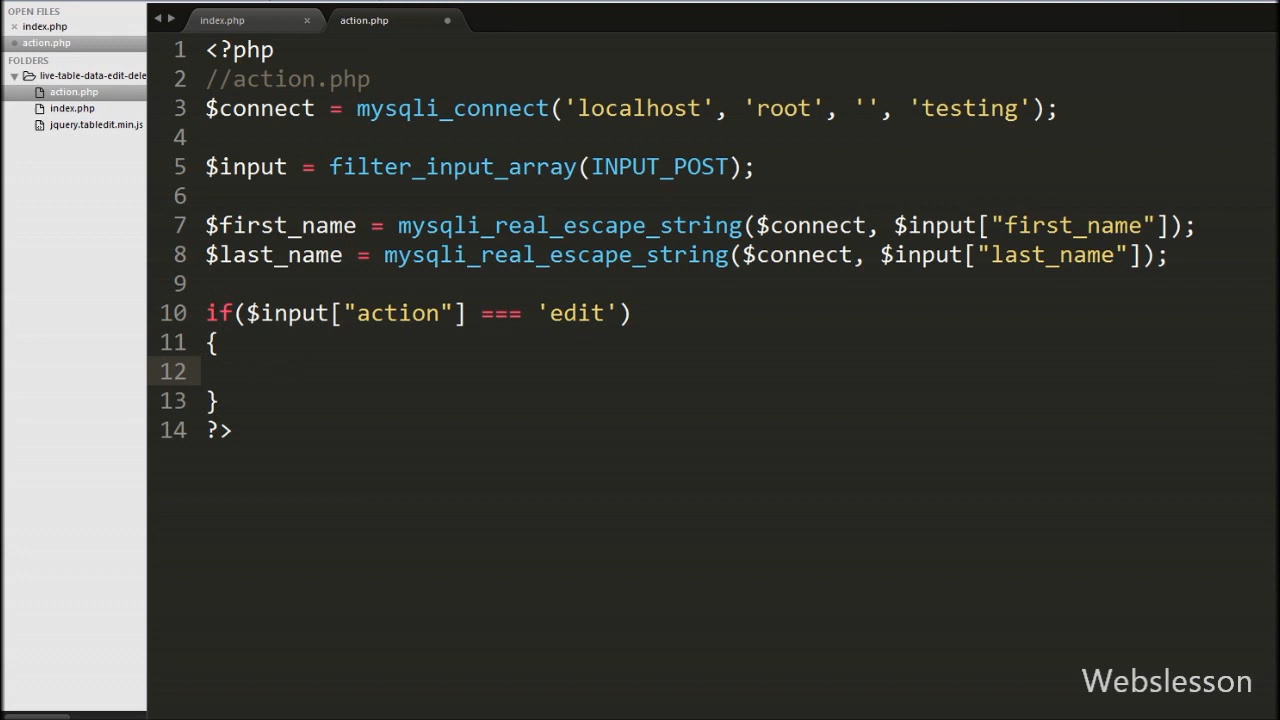 OPEN FILES
index.php
action.php
FOLDERS
live-table-data-edit-dele
action.php
index.php
jquery.tabledit.min.js
index.php
action.php
1 <?php
2 //action.php
3 $connect = mysqli_connect('localhost', 'root', '', 'testing');
4
5 $input = filter_input_array(INPUT_POST);
6
7 $first_name = mysqli_real_escape_string($connect, $input["first_name"]);
8 $last_name = mysqli_real_escape_string($connect, $input["last_name"]);
9
10 if($input["action"] === 'edit')
11 {
12
13 }
14 ?>
Webslesson